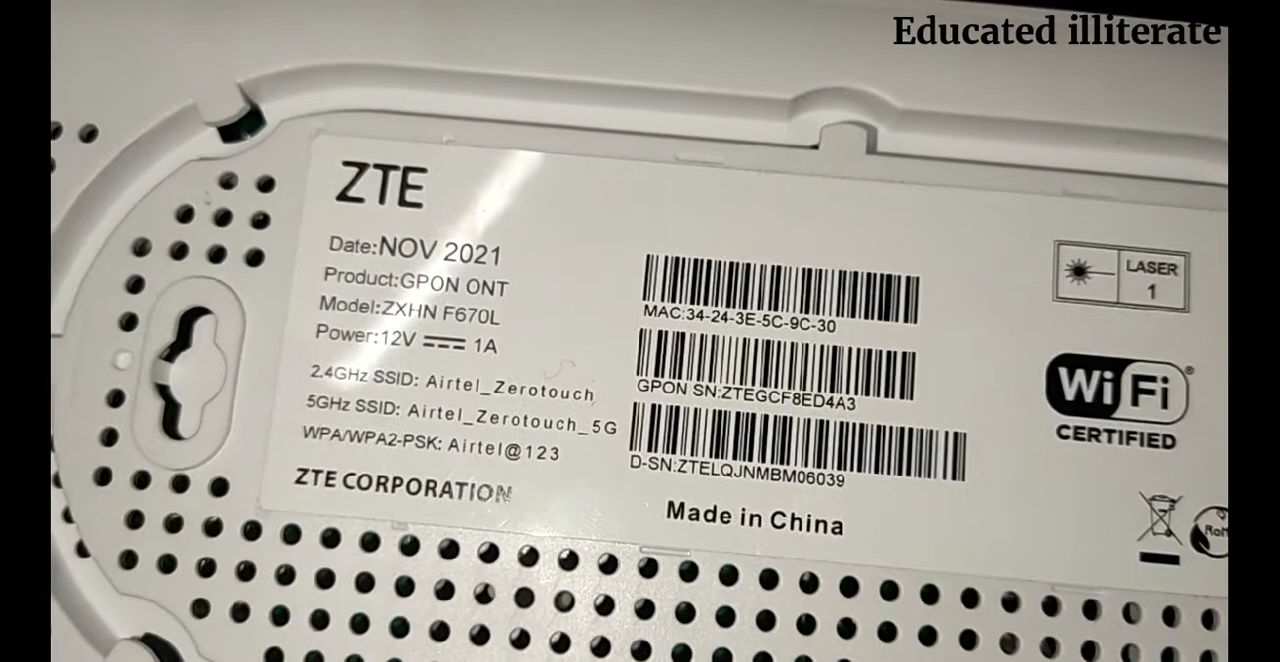 Educated illiterate
ZTE
Date:NOV 2021
Product:GPON ONT
Model:ZXHN F670L
Power:12V 1A
2.4GHz SSID: Airtel_Zerotouch
5GHz SSID: Airtel_Zerotouch_5G
WPA/WPA2-PSK: Airtel@123
ZTE CORPORATION
MAC:34-24-3E-5C-9C-30
GPON SN:ZTEGCF8ED4A3
D-SN:ZTELQJNMBM06039
Made in China
LASER
1
WiFi®
CERTIFIED